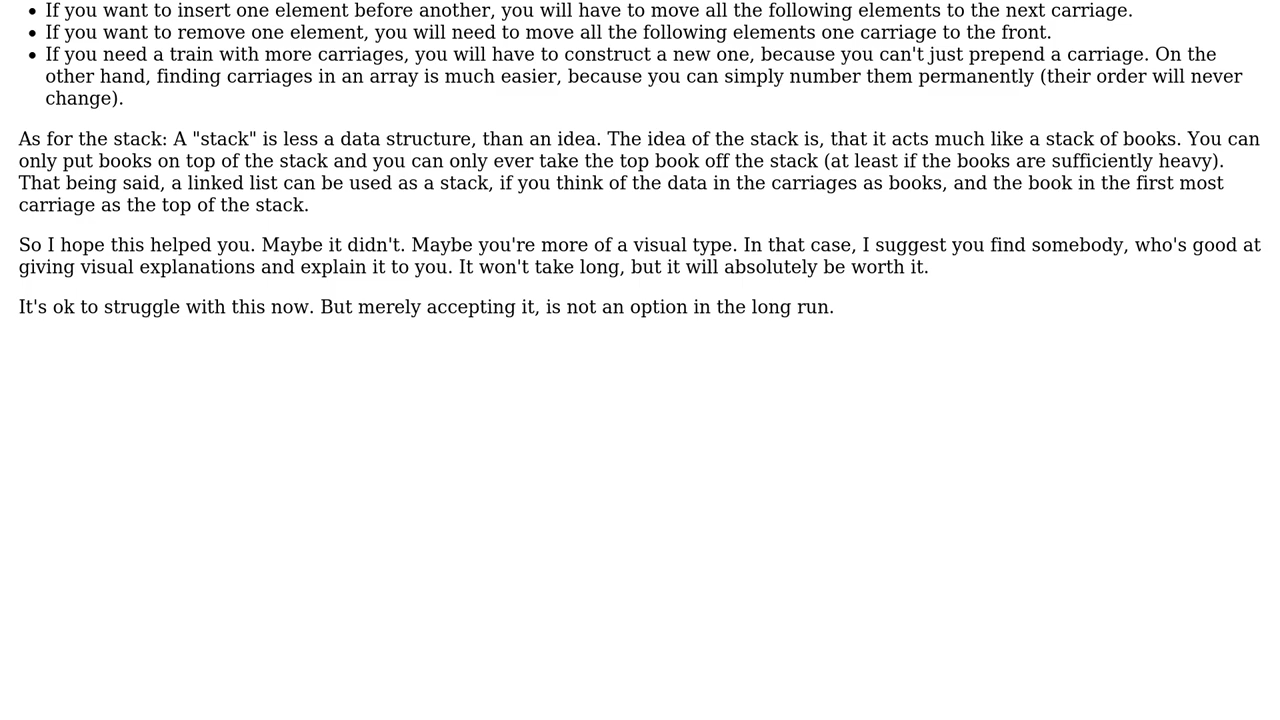 • If you want to insert one element before another, you will have to move all the following elements to the next carriage.
• If you want to remove one element, you will need to move all the following elements one carriage to the front.
• If you need a train with more carriages, you will have to construct a new one, because you can't just prepend a carriage. On the
other hand, finding carriages in an array is much easier, because you can simply number them permanently (their order will never
change).
As for the stack: A "stack" is less a data structure, than an idea. The idea of the stack is, that it acts much like a stack of books. You can
only put books on top of the stack and you can only ever take the top book off the stack (at least if the books are sufficiently heavy).
That being said, a linked list can be used as a stack, if you think of the data in the carriages as books, and the book in the first most
carriage as the top of the stack.
So I hope this helped you. Maybe it didn't. Maybe you're more of a visual type. In that case, I suggest you find somebody, who's good at
giving visual explanations and explain it to you. It won't take long, but it will absolutely be worth it.
It's ok to struggle with this now. But merely accepting it, is not an option in the long run.